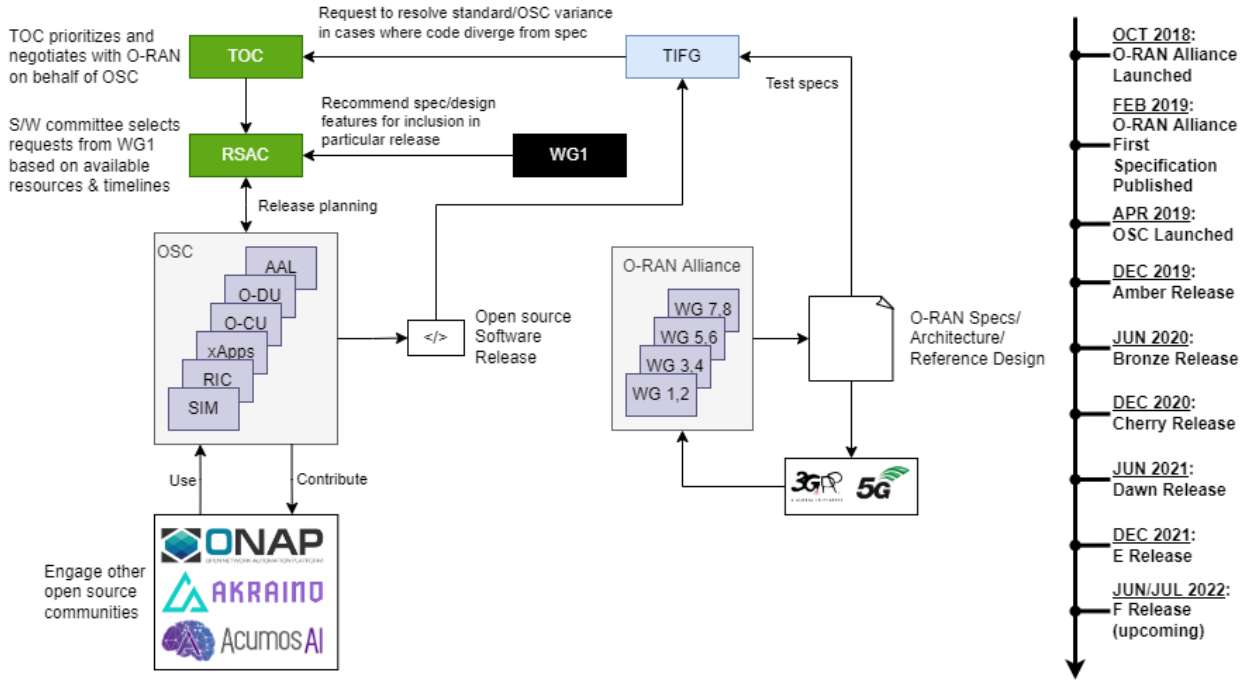 TOC prioritizes and
negotiates with O-RAN
on behalf of OSC
TOC
Request to resolve standard/OSC variance
in cases where code diverge from spec
TIFG
Test specs
S/W committee selects
requests from WG1
based on available
resources & timelines
RSAC
Recommend spec/design
features for inclusion in
particular release
WG1
Release planning
OSC
AAL
O-DU
O-CU
xApps
RIC
SIM
</>
Open source
Software
Release
O-RAN Alliance
WG 7,8
WG 5,6
WG 3,4
WG 1,2
O-RAN Specs/
Architecture/
Reference Design
3GPP
A GLOBAL INITIATIVE
5G
Use
Contribute
Engage other
open source
communities
ONAP
OPEN NETWORK AUTOMATION PLATFORM
AKRAINO
Acumos AI
OCT 2018:
O-RAN Alliance
Launched
FEB 2019:
O-RAN Alliance
First
Specification
Published
APR 2019:
OSC Launched
DEC 2019:
Amber Release
JUN 2020:
Bronze Release
DEC 2020:
Cherry Release
JUN 2021:
Dawn Release
DEC 2021:
E Release
JUN/JUL 2022:
F Release
(upcoming)